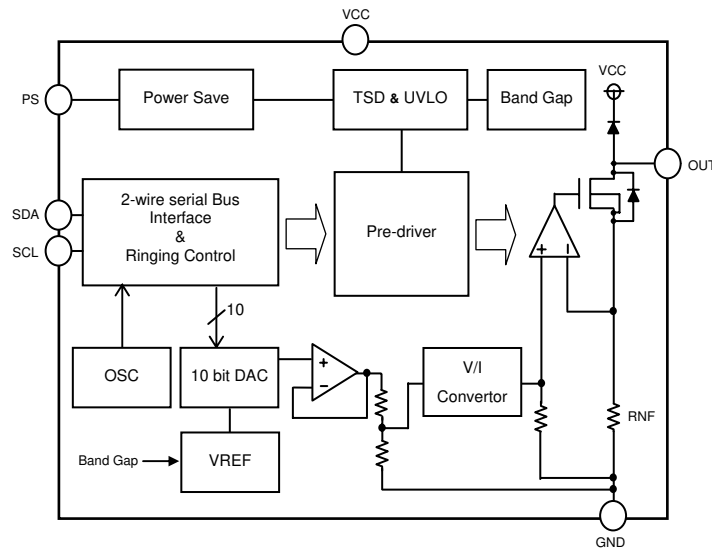 VCC
VCC
PS
Power Save
TSD & UVLO
Band Gap
OUT
SDA
SCL
2-wire serial Bus
Interface
&
Ringing Control
Pre-driver
+
−
10
OSC
10 bit DAC
+
−
V/I
Convertor
RNF
Band Gap
VREF
GND